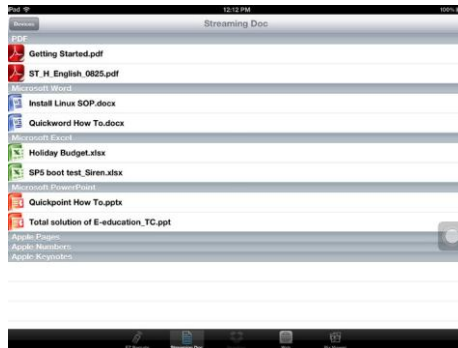 iPad 12:12 PM 100%
Devices Streaming Doc
PDF
Getting Started.pdf
ST_H_English_0825.pdf
Microsoft Word
Install Linux SOP.docx
Quickword How To.docx
Microsoft Excel
Holiday Budget.xlsx
SP5 boot test_Siren.xlsx
Microsoft PowerPoint
Quickpoint How To.pptx
Total solution of E-education_TC.ppt
Apple Pages
Apple Numbers
Apple Keynotes
Streaming Doc